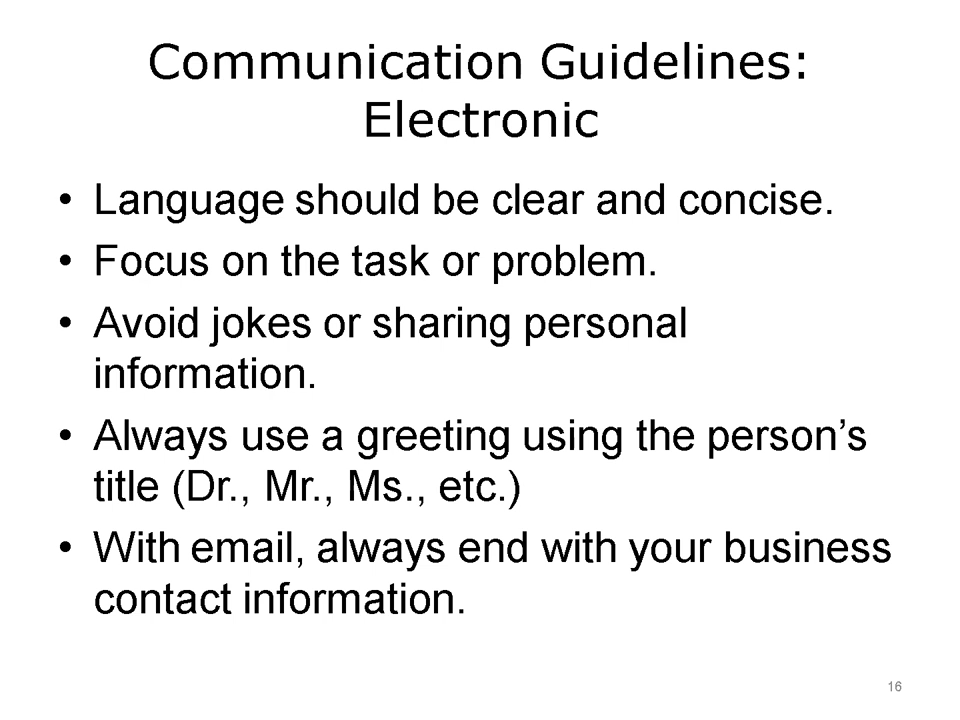 Communication Guidelines:
Electronic
• Language should be clear and concise.
• Focus on the task or problem.
• Avoid jokes or sharing personal
information.
• Always use a greeting using the person’s
title (Dr., Mr., Ms., etc.)
• With email, always end with your business
contact information.
16